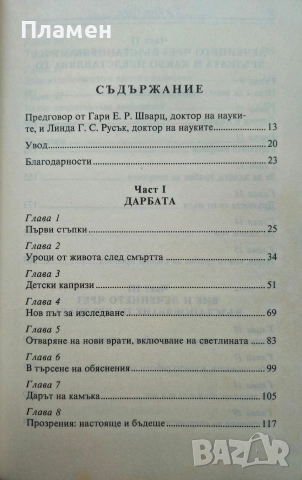 СЪДЪРЖАНИЕ
Предговор от Гари Е. Р. Шварц, доктор на науки-
те, и Линда Г. С. Русък, доктор на науките 13
Увод 20
Благодарности 23
Част I
ДАРБАТА
Глава 1
Първи стъпки 25
Глава 2
Уроци от живота след смъртта 34
Глава 3
Детски капризи 51
Глава 4
Нов път за изследване 69
Глава 5
Отваряне на нови врати, включване на светлината 83
Глава 6
В търсене на обяснения 99
Глава 7
Дарът на камъка 105
Глава 8
Прозрения: настояще и бъдеще 117
Пламен
BAZAR